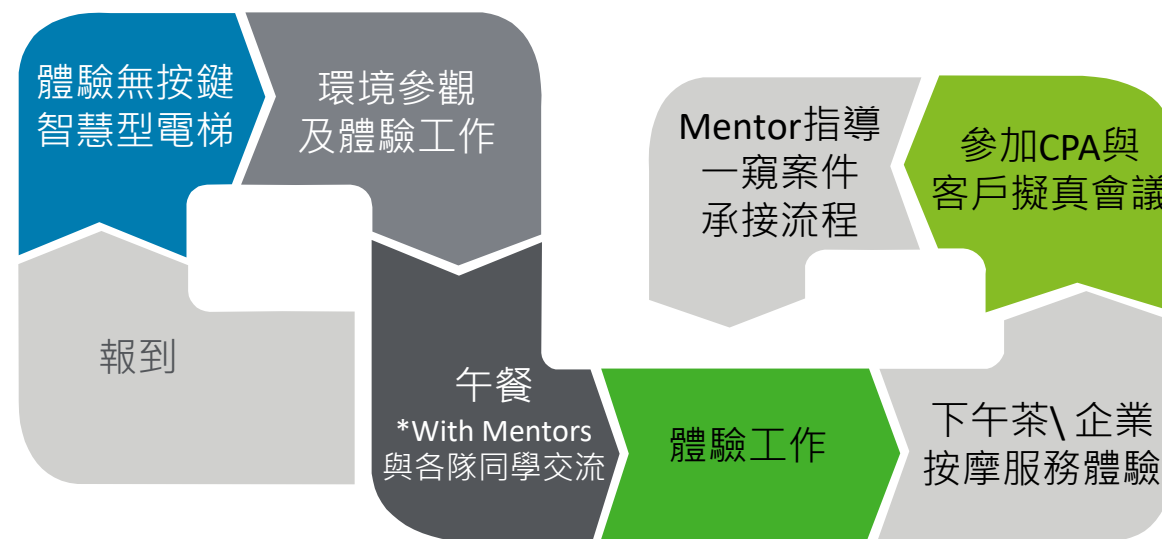 報到
體驗無按鍵
智慧型電梯
環境參觀
及體驗工作
午餐
*With Mentors
與各隊同學交流
體驗工作
下午茶\ 企業
按摩服務體驗
參加CPA與
客戶擬真會議
Mentor指導
一窺案件
承接流程